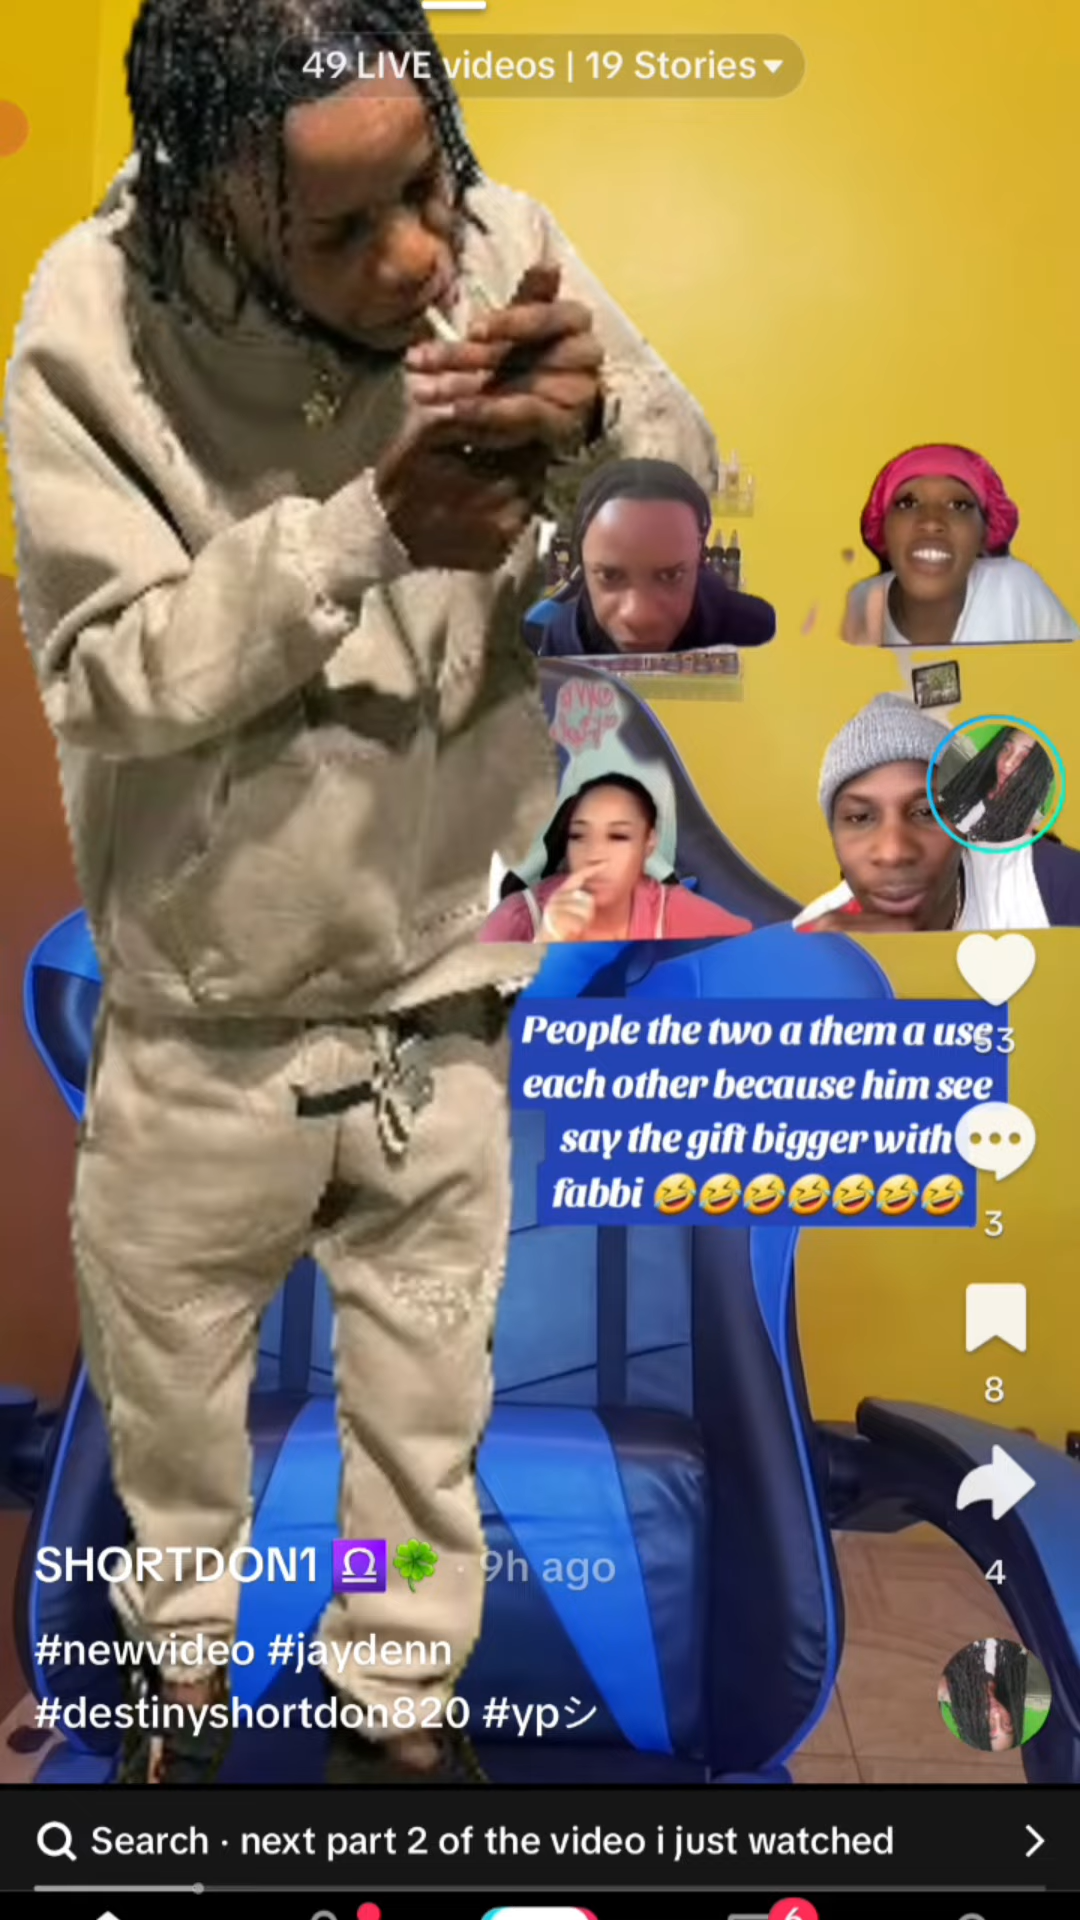 49 LIVE videos | 19 Stories
People the two a them a use
each other because him see
say the gift bigger with
fabbi 🤣🤣🤣🤣🤣🤣🤣
53
3
8
4
SHORTDON1 ♎🍀 · 9h ago
#newvideo #jaydenn
#destinyshortdon820 #ypシ
Search · next part 2 of the video i just watched
6